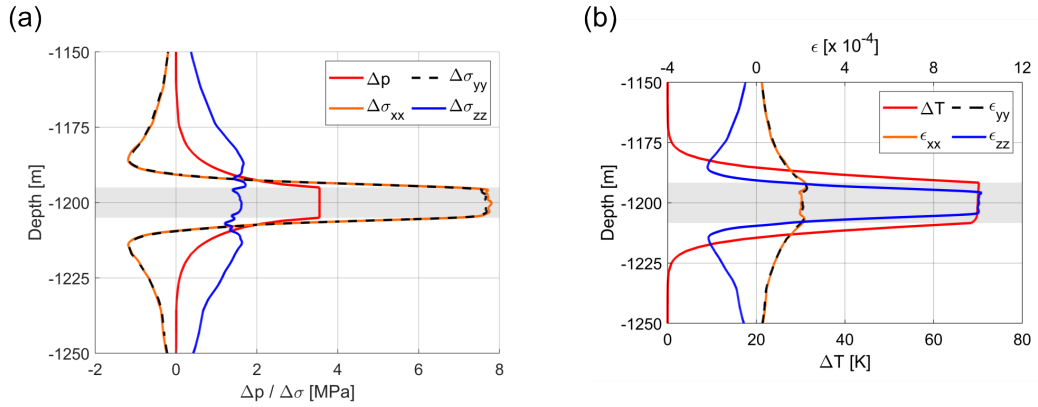 (a)
-1150
-1175
-1200
-1225
-1250
Depth [m]
Δp Δσyy
Δσxx Δσzz
-2 0 2 4 6 8
Δp / Δσ [MPa]
(b)
ϵ [x 10-4]
-4 0 4 8 12
-1150
-1175
-1200
-1225
-1250
Depth [m]
ΔT ϵyy
ϵxx ϵzz
0 20 40 60 80
ΔT [K]